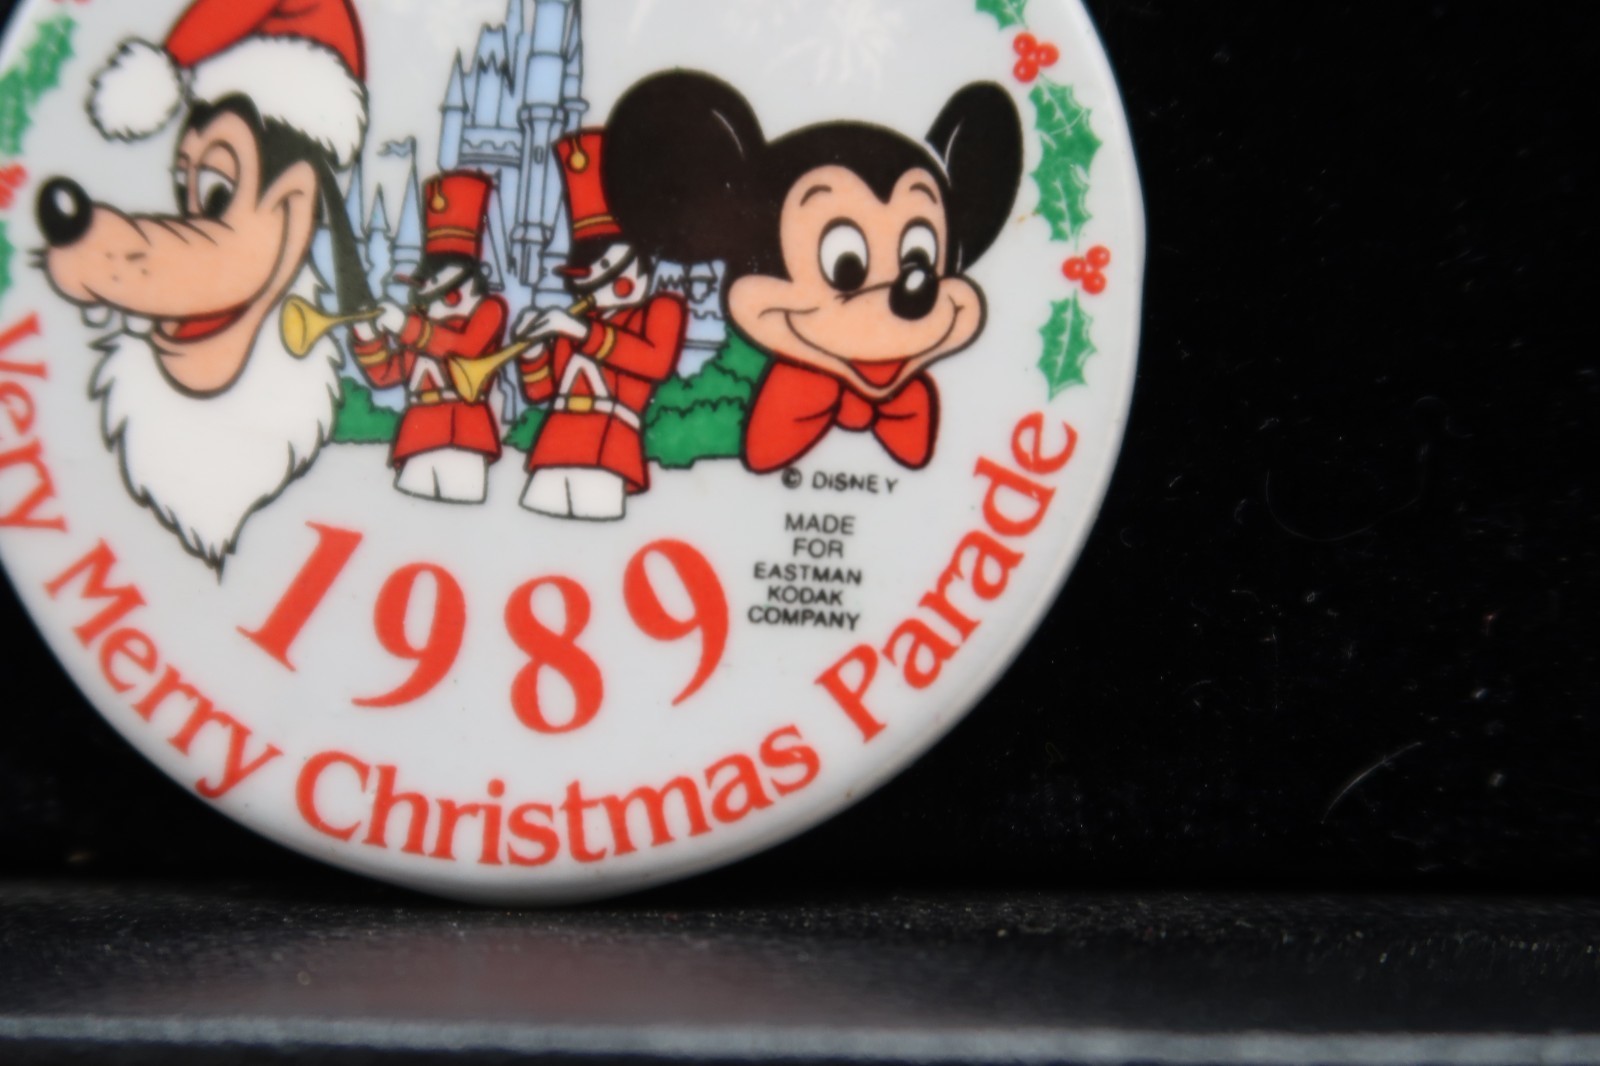 © DISNEY
MADE
FOR
EASTMAN
KODAK
COMPANY
1989
Very Merry Christmas Parade